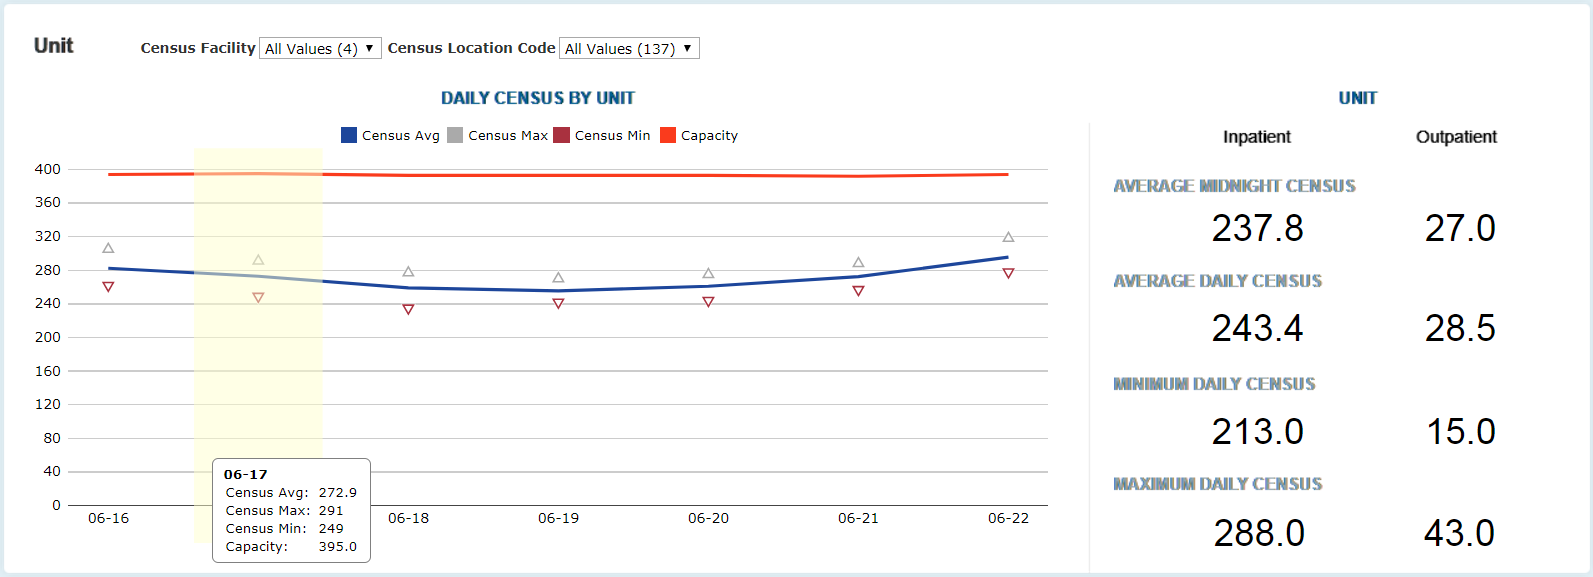 Unit
Census Facility All Values (4) ▼ Census Location Code All Values (137) ▼
DAILY CENSUS BY UNIT
Census Avg Census Max Census Min Capacity
400
360
320
280
240
200
160
120
80
40
0
06-16 06-18 06-19 06-20 06-21 06-22
06-17
Census Avg: 272.9
Census Max: 291
Census Min: 249
Capacity: 395.0
UNIT
Inpatient Outpatient
AVERAGE MIDNIGHT CENSUS
237.8 27.0
AVERAGE DAILY CENSUS
243.4 28.5
MINIMUM DAILY CENSUS
213.0 15.0
MAXIMUM DAILY CENSUS
288.0 43.0